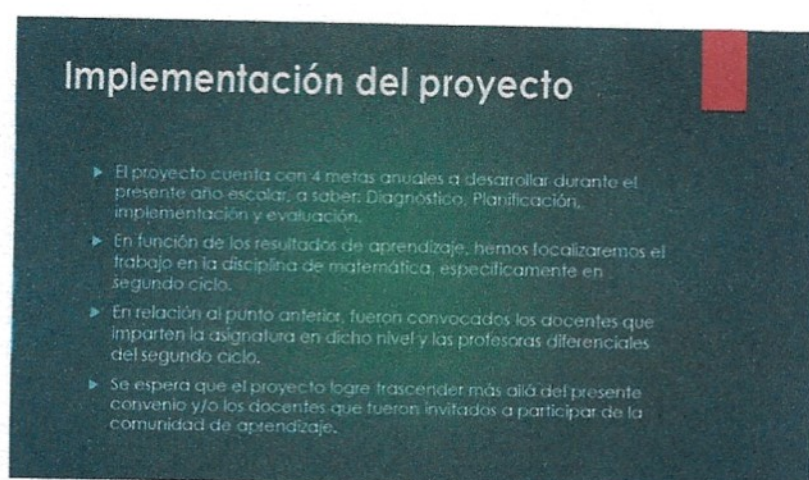 Implementación del proyecto
▶ El proyecto cuenta con 4 metas anuales a desarrollar durante el
presente año escolar, a saber: Diagnóstico, Planificación,
implementación y evaluación.
▶ En función de los resultados de aprendizaje, hemos focalizaremos el
trabajo en la disciplina de matemática, específicamente en
segundo ciclo.
▶ En relación al punto anterior, fueron convocados los docentes que
imparten la asignatura en dicho nivel y las profesoras diferenciales
del segundo ciclo.
▶ Se espera que el proyecto logre trascender más allá del presente
convenio y/o los docentes que fueron invitados a participar de la
comunidad de aprendizaje.